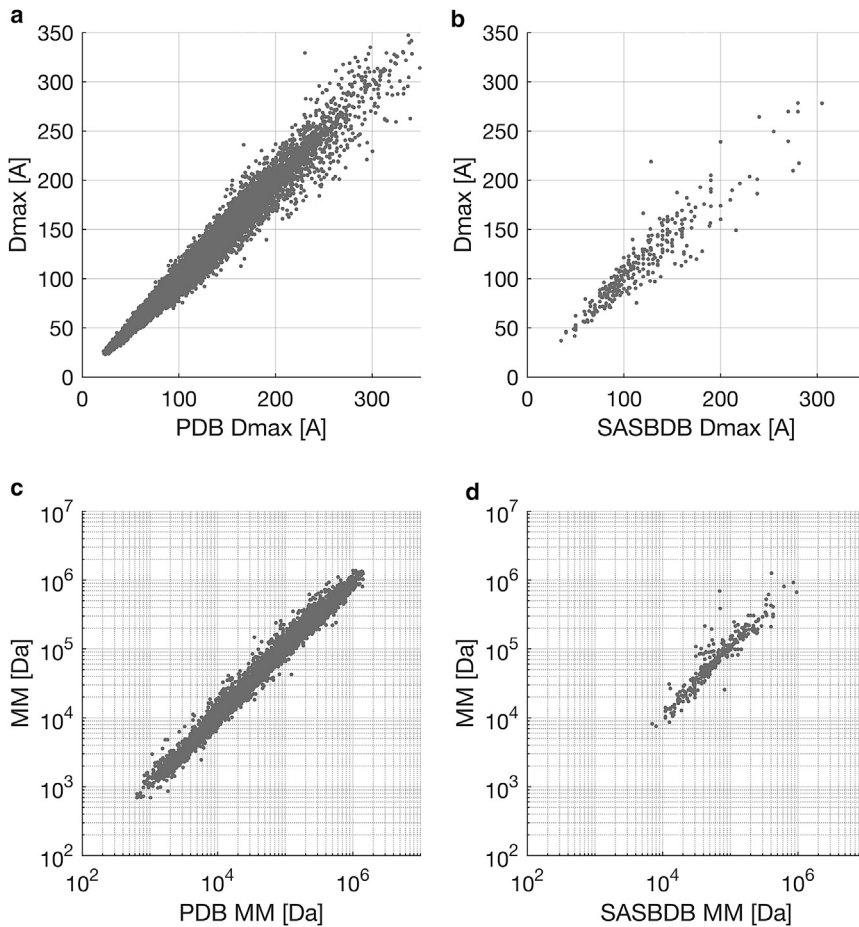 a
350
300
250
200
150
100
50
0
Dmax [A]
0 100 200 300
PDB Dmax [A]
b
350
300
250
200
150
100
50
0
Dmax [A]
0 100 200 300
SASBDB Dmax [A]
c
10^7
10^6
10^5
10^4
10^3
10^2
MM [Da]
10^2 10^4 10^6
PDB MM [Da]
d
10^7
10^6
10^5
10^4
10^3
10^2
MM [Da]
10^2 10^4 10^6
SASBDB MM [Da]